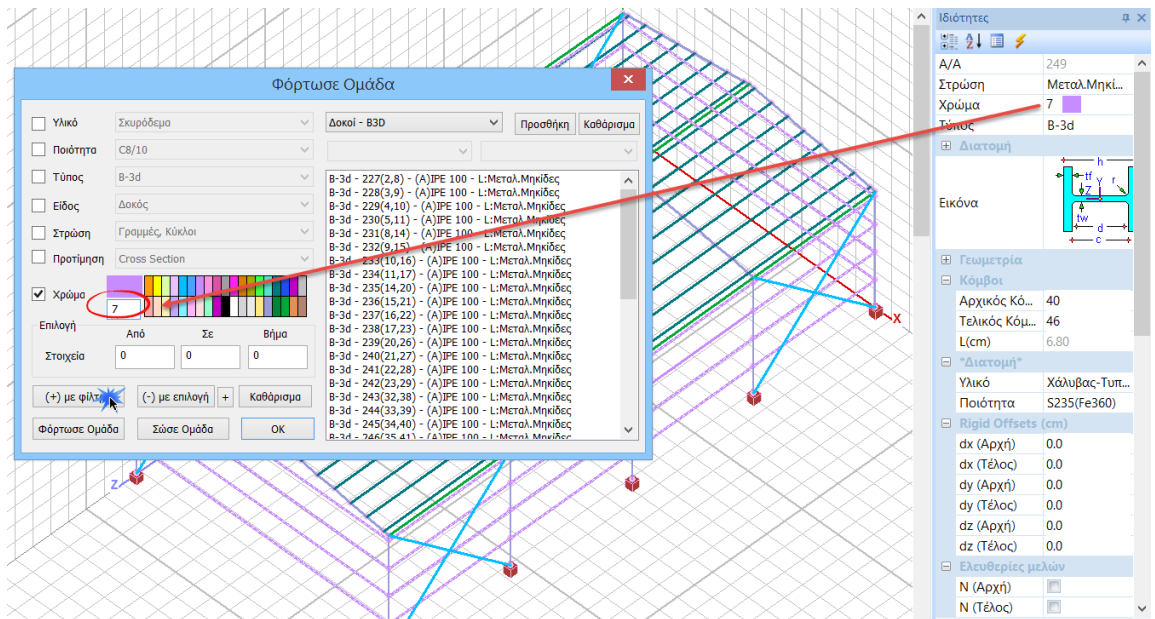 Φόρτωσε Ομάδα
Υλικό
Σκυρόδεμα
Δοκοί - B3D
Προσθήκη
Καθάρισμα
Ποιότητα
C8/10
Τύπος
B-3d
Είδος
Δοκός
Στρώση
Γραμμές, Κύκλοι
Προτίμηση
Cross Section
Χρώμα
7
Επιλογή
Από
Σε
Βήμα
Στοιχεία
0
0
0
(+) με φίλτ
(-) με επιλογή
+
Καθάρισμα
Φόρτωσε Ομάδα
Σώσε Ομάδα
OK
B-3d - 227(2,8) - (A)IPE 100 - L:Μεταλ.Μηκίδες
B-3d - 228(3,9) - (A)IPE 100 - L:Μεταλ.Μηκίδες
B-3d - 229(4,10) - (A)IPE 100 - L:Μεταλ.Μηκίδες
B-3d - 230(5,11) - (A)IPE 100 - L:Μεταλ.Μηκίδες
B-3d - 231(8,14) - (A)IPE 100 - L:Μεταλ.Μηκίδες
B-3d - 232(9,15) - (A)IPE 100 - L:Μεταλ.Μηκίδες
B-3d - 233(10,16) - (A)IPE 100 - L:Μεταλ.Μηκίδες
B-3d - 234(11,17) - (A)IPE 100 - L:Μεταλ.Μηκίδες
B-3d - 235(14,20) - (A)IPE 100 - L:Μεταλ.Μηκίδες
B-3d - 236(15,21) - (A)IPE 100 - L:Μεταλ.Μηκίδες
B-3d - 237(16,22) - (A)IPE 100 - L:Μεταλ.Μηκίδες
B-3d - 238(17,23) - (A)IPE 100 - L:Μεταλ.Μηκίδες
B-3d - 239(20,26) - (A)IPE 100 - L:Μεταλ.Μηκίδες
B-3d - 240(21,27) - (A)IPE 100 - L:Μεταλ.Μηκίδες
B-3d - 241(22,28) - (A)IPE 100 - L:Μεταλ.Μηκίδες
B-3d - 242(23,29) - (A)IPE 100 - L:Μεταλ.Μηκίδες
B-3d - 243(32,38) - (A)IPE 100 - L:Μεταλ.Μηκίδες
B-3d - 244(33,39) - (A)IPE 100 - L:Μεταλ.Μηκίδες
B-3d - 245(34,40) - (A)IPE 100 - L:Μεταλ.Μηκίδες
B-3d - 246(35,41) - (A)IPE 100 - L:Μεταλ.Μηκίδες
X
Z
Ιδιότητες
A/A 249
Στρώση Μεταλ.Μηκί...
Χρώμα 7
Τύπος B-3d
Διατομή
Εικόνα
h
tf
Y
r
Z
tw
d
c
Γεωμετρία
Κόμβοι
Αρχικός Κό... 40
Τελικός Κόμ... 46
L(cm) 6.80
*Διατομή*
Υλικό Χάλυβας-Τυπ...
Ποιότητα S235(Fe360)
Rigid Offsets (cm)
dx (Αρχή) 0.0
dx (Τέλος) 0.0
dy (Αρχή) 0.0
dy (Τέλος) 0.0
dz (Αρχή) 0.0
dz (Τέλος) 0.0
Ελευθερίες μελών
N (Αρχή)
N (Τέλος)